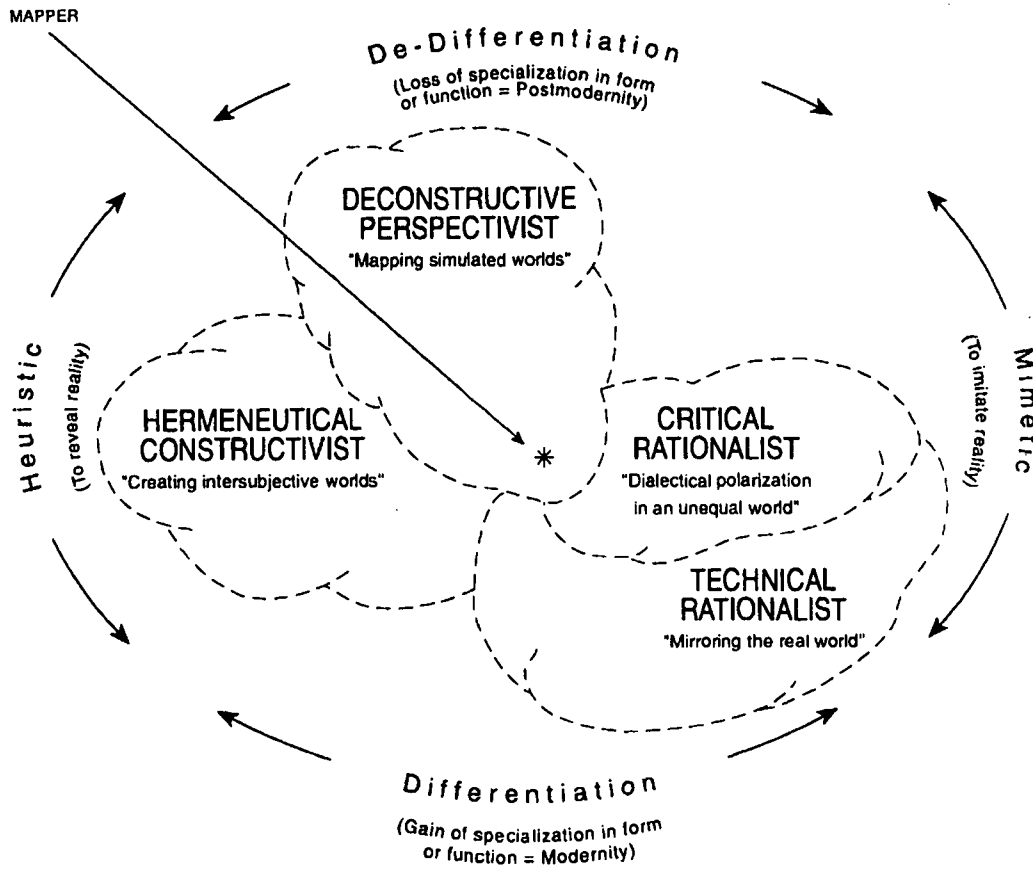 MAPPER
De-Differentiation
(Loss of specialization in form
or function = Postmodernity)
DECONSTRUCTIVE
PERSPECTIVIST
"Mapping simulated worlds"
Heuristic
(To reveal reality)
HERMENEUTICAL
CONSTRUCTIVIST
"Creating intersubjective worlds"
CRITICAL
RATIONALIST
"Dialectical polarization
in an unequal world"
Mimetic
(To imitate reality)
TECHNICAL
RATIONALIST
"Mirroring the real world"
Differentiation
(Gain of specialization in form
or function = Modernity)